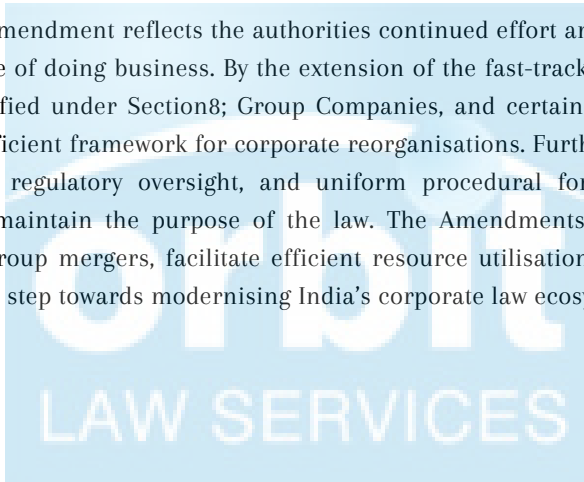 mendment reflects the authorities continued effort an
e of doing business. By the extension of the fast-track
fied under Section8; Group Companies, and certain
ficient framework for corporate reorganisations. Furth
regulatory oversight, and uniform procedural for
maintain the purpose of the law. The Amendments
roup mergers, facilitate efficient resource utilisation
step towards modernising India's corporate law ecosy
orbit
LAW SERVICES